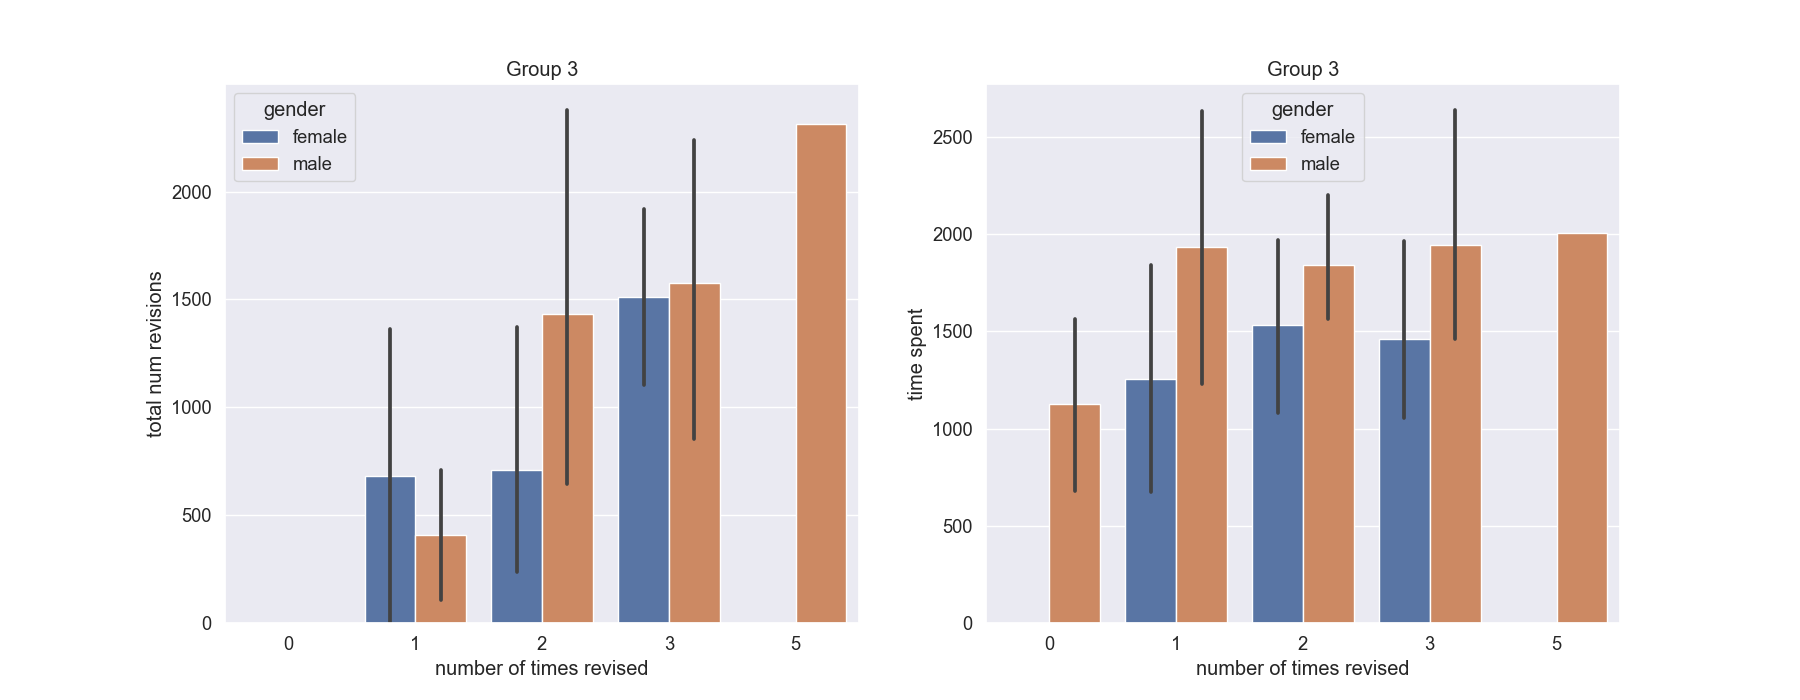 Group 3
gender
female
male
2000
1500
1000
500
0
total num revisions
0 1 2 3 5
number of times revised
Group 3
gender
female
male
2500
2000
1500
1000
500
0
time spent
0 1 2 3 5
number of times revised